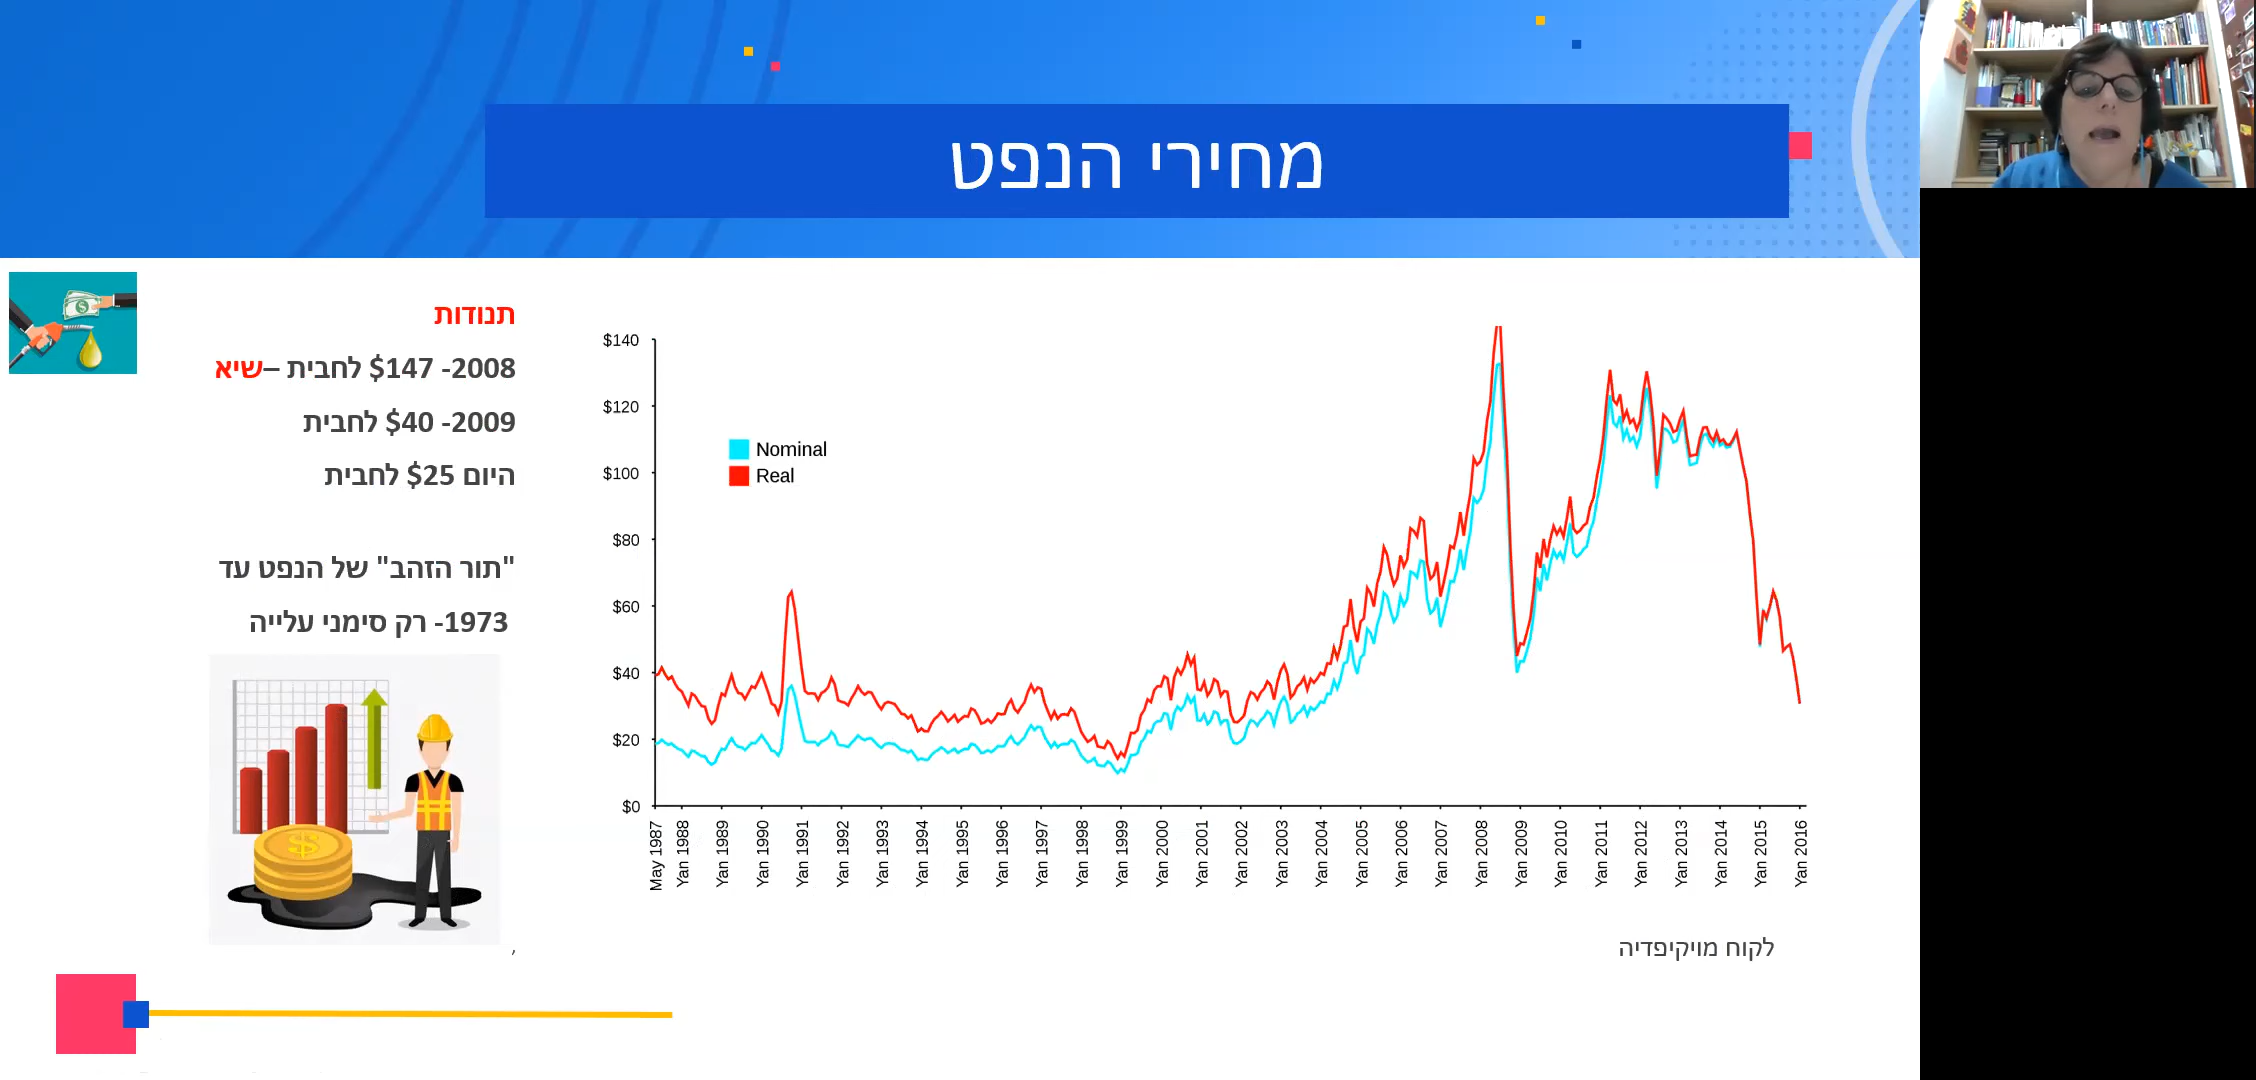 מחירי הנפט
תנודות
2008- 147$ לחבית –שיא
2009- 40$ לחבית
היום 25$ לחבית
"תור הזהב" של הנפט עד
1973- רק סימני עלייה
$140
$120
$100
$80
$60
$40
$20
$0
Nominal
Real
May 1987
Yan 1988
Yan 1989
Yan 1990
Yan 1991
Yan 1992
Yan 1993
Yan 1994
Yan 1995
Yan 1996
Yan 1997
Yan 1998
Yan 1999
Yan 2000
Yan 2001
Yan 2002
Yan 2003
Yan 2004
Yan 2005
Yan 2006
Yan 2007
Yan 2008
Yan 2009
Yan 2010
Yan 2011
Yan 2012
Yan 2013
Yan 2014
Yan 2015
Yan 2016
לקוח מויקיפדיה
,